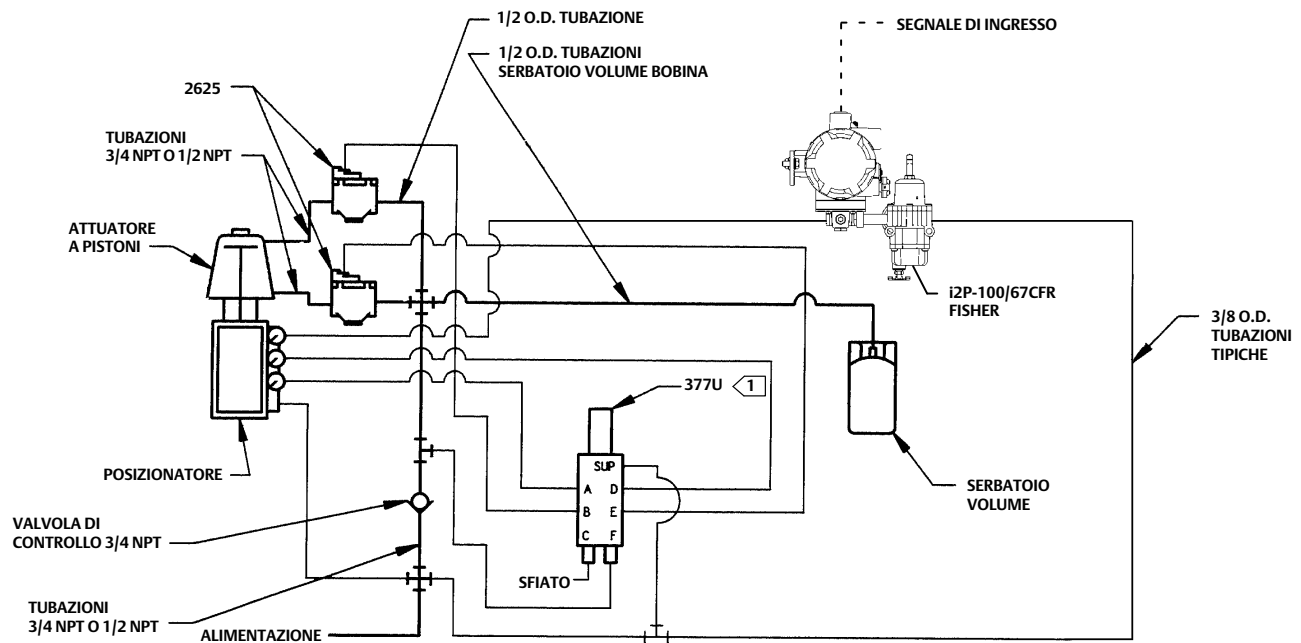 1/2 O.D. TUBAZIONE
SEGNALE DI INGRESSO
1/2 O.D. TUBAZIONI
SERBATOIO VOLUME BOBINA
2625
TUBAZIONI
3/4 NPT O 1/2 NPT
ATTUATORE
A PISTONI
i2P-100/67CFR
FISHER
3/8 O.D.
TUBAZIONI
TIPICHE
377U
1
SUP
A D
B E
C F
POSIZIONATORE
SERBATOIO
VOLUME
VALVOLA DI
CONTROLLO 3/4 NPT
SFIATO
TUBAZIONI
3/4 NPT O 1/2 NPT
ALIMENTAZIONE